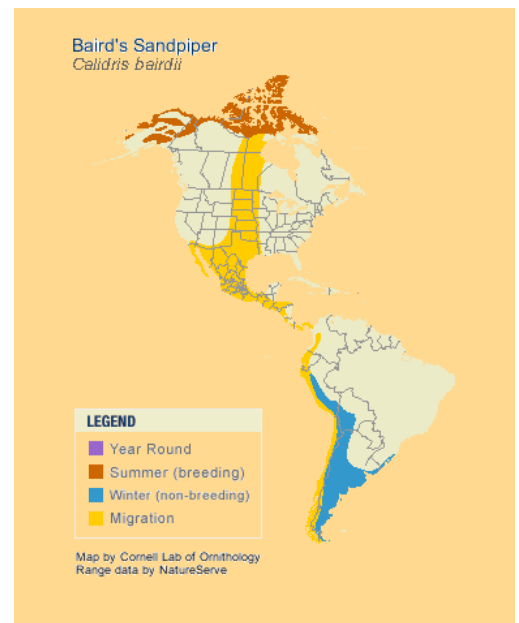 Baird's Sandpiper
Calidris bairdii
LEGEND
Year Round
Summer (breeding)
Winter (non-breeding)
Migration
Map by Cornell Lab of Ornithology
Range data by NatureServe